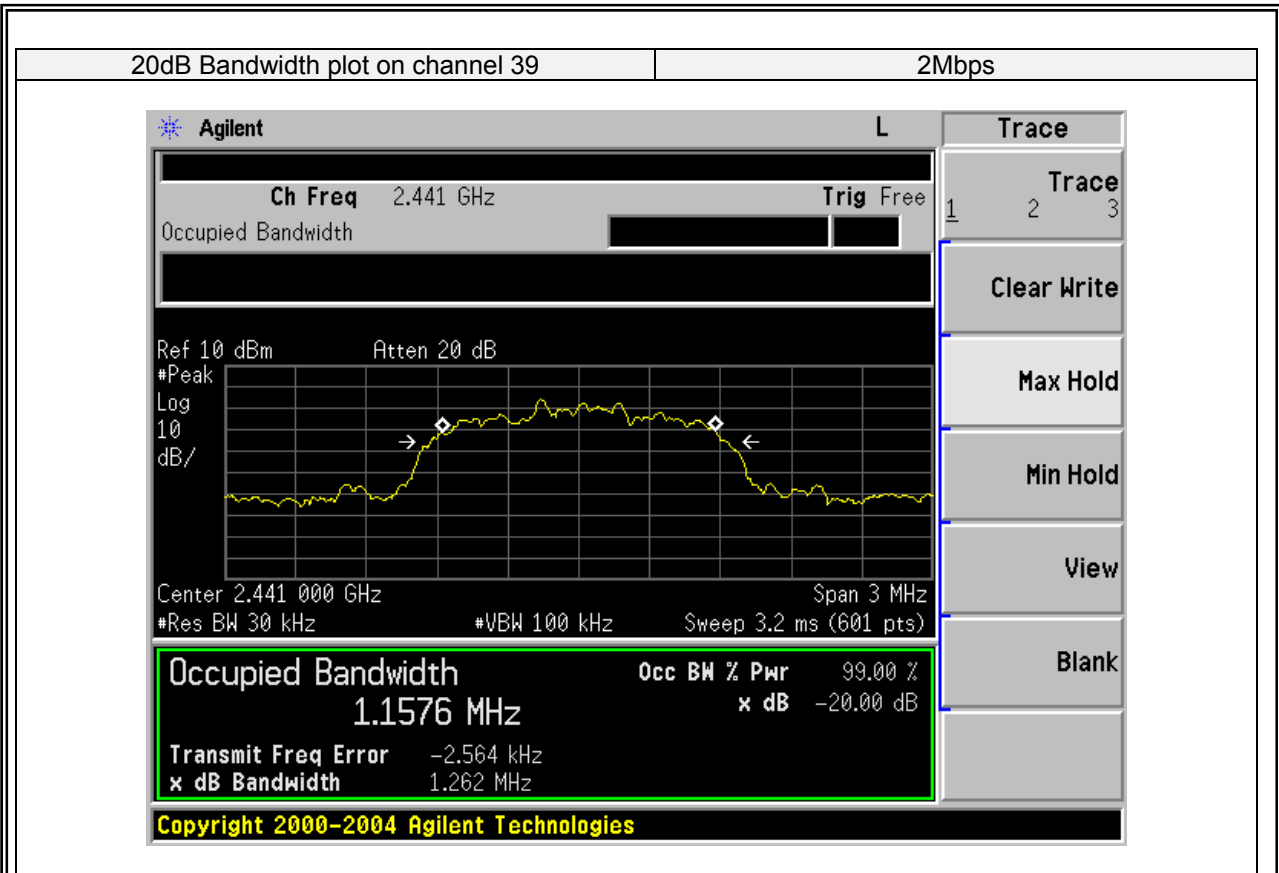 20dB Bandwidth plot on channel 39 2Mbps
Agilent L Trace
Ch Freq 2.441 GHz Trig Free
Occupied Bandwidth
Trace
1 2 3
Clear Write
Ref 10 dBm Atten 20 dB
#Peak
Log
10
dB/
Max Hold
Min Hold
View
Center 2.441 000 GHz Span 3 MHz
#Res BW 30 kHz #VBW 100 kHz Sweep 3.2 ms (601 pts)
Blank
Occupied Bandwidth Occ BW % Pwr 99.00 %
1.1576 MHz x dB -20.00 dB
Transmit Freq Error -2.564 kHz
x dB Bandwidth 1.262 MHz
Copyright 2000-2004 Agilent Technologies